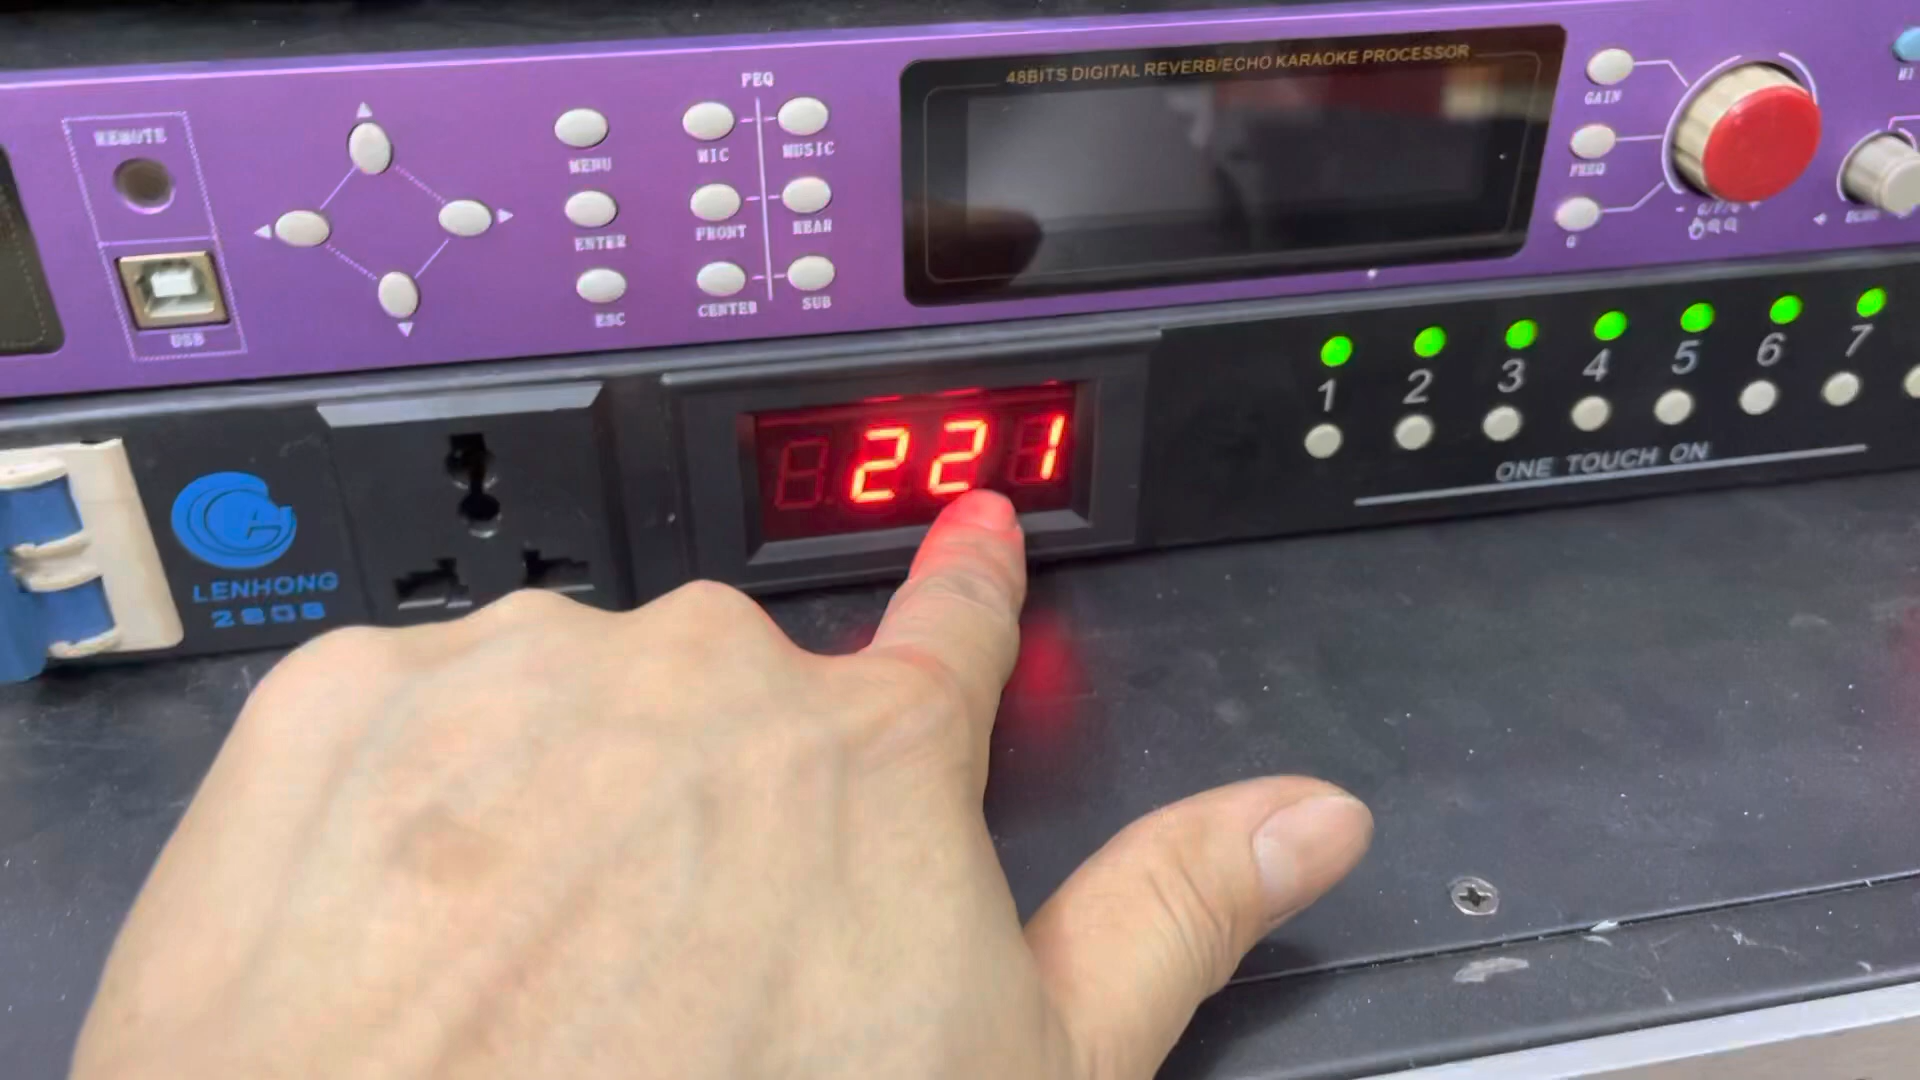 48BITS DIGITAL REVERB/ECHO KARAOKE PROCESSOR
REMOTE
USB
MENU
ENTER
ESC
PEQ
MIC
MUSIC
FRONT
REAR
CENTER
SUB
GAIN
FREQ
Q
ECHO
LENHONG
2808
221
1 2 3 4 5 6 7
ONE TOUCH ON